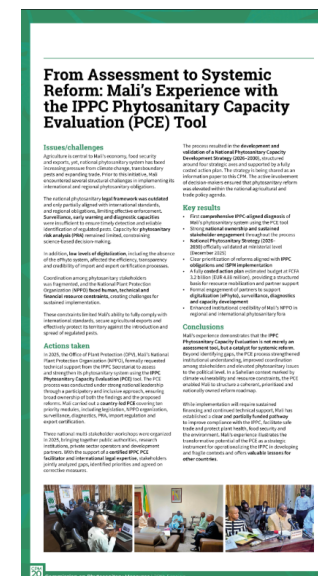 From Assessment to Systemic
Reform: Mali's Experience with
the IPPC Phytosanitary Capacity
Evaluation (PCE) Tool
Issues/challenges
Agriculture is central to Mali's economy, food security
and exports, yet, national phytosanitary system has faced
increasing pressure from climate change, transboundary
pests and expanding trade. Prior to this initiative, Mali
encountered several structural challenges in implementing its
international and regional phytosanitary obligations.
The national phytosanitary legal framework was outdated
and only partially aligned with international standards,
and regional obligations, limiting effective enforcement.
Surveillance, early warning and diagnostic capacities
were insufficient to ensure timely detection and reliable
identification of regulated pests. Capacity for phytosanitary
risk analysis (PRA) remained limited, constraining
science-based decision-making.
In addition, low levels of digitalization, including the absence
of the ePhyto system, affected the efficiency, transparency
and credibility of import and export certification processes.
Coordination among phytosanitary stakeholders
was fragmented, and the National Plant Protection
Organization (NPPO) faced human, technical and
financial resource constraints, creating challenges for
sustained implementation.
These constraints limited Mali's ability to fully comply with
international standards, secure agricultural exports and
effectively protect its territory against the introduction and
spread of regulated pests.
Actions taken
In 2025, the Office of Plant Protection (OPV), Mali's National
Plant Protection Organization (NPPO), formally requested
technical support from the IPPC Secretariat to assess
and strengthen its phytosanitary system using the IPPC
Phytosanitary Capacity Evaluation (PCE) tool. The PCE
process was conducted under strong national leadership
through a participatory and inclusive approach, ensuring
broad ownership of both the findings and the proposed
reforms. Mali carried out a country-led PCE covering ten
priority modules, including legislation, NPPO organization,
surveillance, diagnostics, PRA, import regulation and
export certification.
Three national multi-stakeholder workshops were organized
in 2025, bringing together public authorities, research
institutions, private sector operators and development
partners. With the support of a certified IPPC PCE
facilitator and international legal expertise, stakeholders
jointly analyzed gaps, identified priorities and agreed on
corrective measures.
The process resulted in the development and
validation of a National Phytosanitary Capacity
Development Strategy (2026–2030), structured
around four strategic axes and supported by a fully
costed action plan. The strategy is being shared as an
information paper to this CPM. The active involvement
of decision-makers ensured that phytosanitary reform
was elevated within the national agricultural and
trade policy agenda.
Key results
• First comprehensive IPPC-aligned diagnosis of
Mali's phytosanitary system using the PCE tool
• Strong national ownership and sustained
stakeholder engagement throughout the process
• National Phytosanitary Strategy (2026–
2030) officially validated at ministerial level
(December 2025)
• Clear prioritization of reforms aligned with IPPC
obligations and ISPM implementation
• A fully costed action plan estimated at FCFA
providing a structured
basis for resource mobilization and partner support
• Formal engagement of partners to support
digitalization (ePhyto), surveillance, diagnostics
and capacity development
• Enhanced institutional credibility of Mali's NPPO in
regional and international phytosanitary fora
Conclusions
Mali's experience demonstrates that the IPPC
Phytosanitary Capacity Evaluation is not merely an
assessment tool, but a catalyst for systemic reform.
Beyond identifying gaps, the PCE process strengthened
institutional understanding, improved coordination
among stakeholders and elevated phytosanitary issues
to the political level. In a Sahelian context marked by
climate vulnerability and resource constraints, the PCE
enabled Mali to structure a coherent, prioritised and
nationally owned reform roadmap.
While implementation will require sustained
financing and continued technical support, Mali has
established a clear and partially funded pathway
to improve compliance with the IPPC, facilitate safe
trade and protect plant health, food security and
the environment. Mali's experience illustrates the
transformative potential of the PCE as a strategic
instrument for operationalizing the IPPC in developing
and fragile contexts and offers valuable lessons for
other countries.
CPM
20